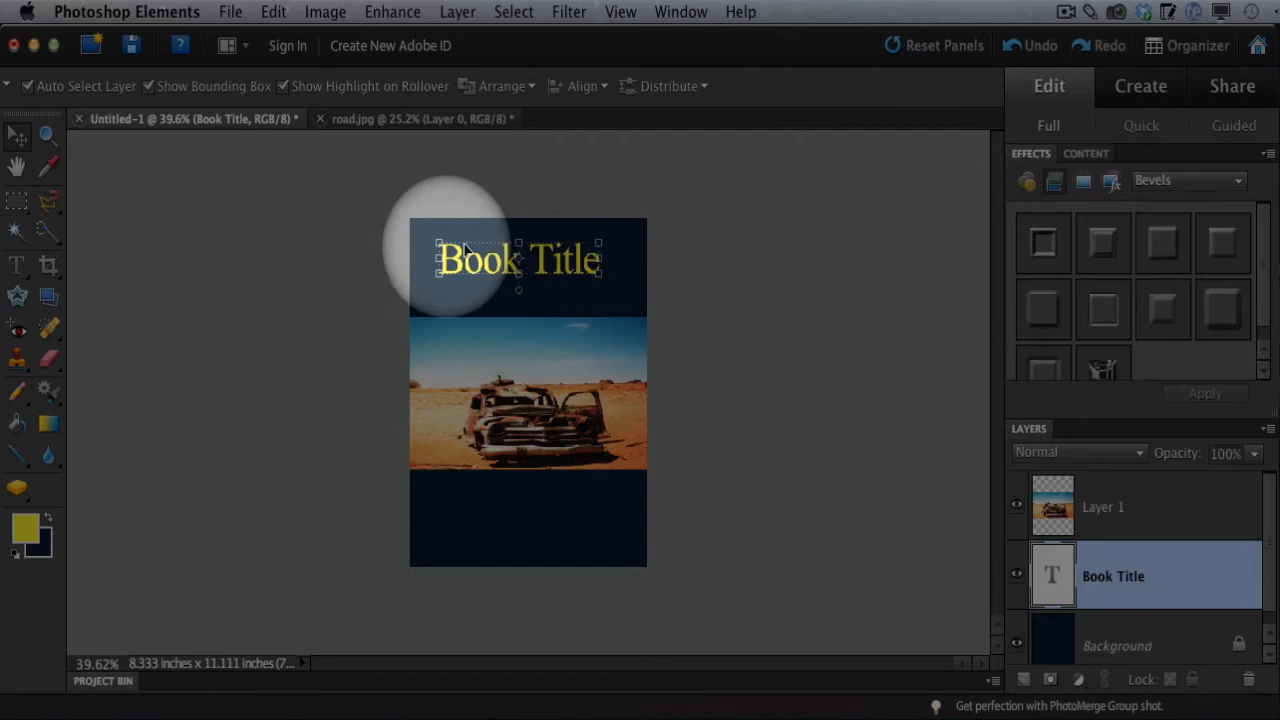 Photoshop Elements File Edit Image Enhance Layer Select Filter View Window Help
Sign In Create New Adobe ID Reset Panels Undo Redo Organizer
Auto Select Layer Show Bounding Box Show Highlight on Rollover Arrange Align Distribute
Edit Create Share
Untitled-1 @ 39.6% (Book Title, RGB/8) * road.jpg @ 25.2% (Layer 0, RGB/8) *
Full Quick Guided
EFFECTS CONTENT
Bevels
Book Title
Apply
LAYERS
Normal Opacity: 100%
Layer 1
T Book Title
Background
39.62% 8.333 inches x 11.111 inches (7...
Lock:
PROJECT BIN
Get perfection with PhotoMerge Group shot.